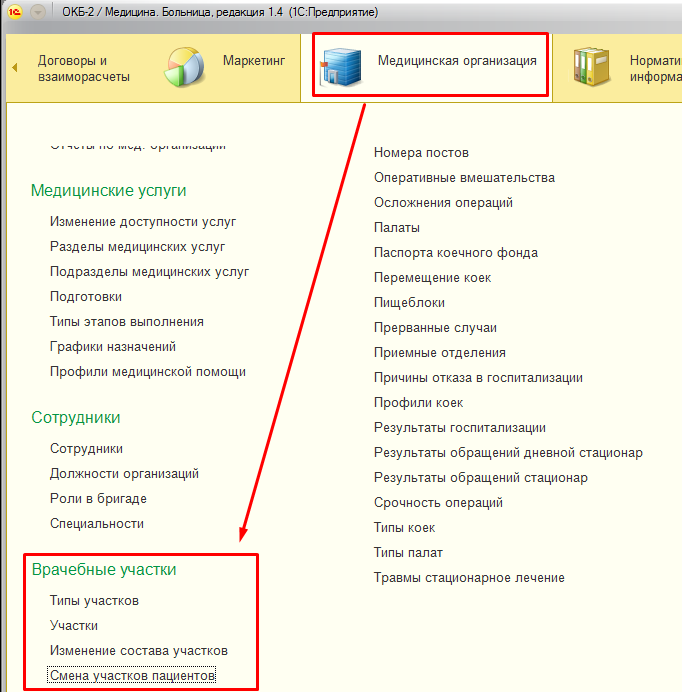 ОКБ-2 / Медицина. Больница, редакция 1.4 (1С:Предприятие)
Договоры и
взаиморасчеты
Маркетинг
Медицинская организация
Нормати
информа
Отчеты по мед. организации
Медицинские услуги
Изменение доступности услуг
Разделы медицинских услуг
Подразделы медицинских услуг
Подготовки
Типы этапов выполнения
Графики назначений
Профили медицинской помощи
Сотрудники
Сотрудники
Должности организаций
Роли в бригаде
Специальности
Врачебные участки
Типы участков
Участки
Изменение состава участков
Смена участков пациентов
Номера постов
Оперативные вмешательства
Осложнения операций
Палаты
Паспорта коечного фонда
Перемещение коек
Пищеблоки
Прерванные случаи
Приемные отделения
Причины отказа в госпитализации
Профили коек
Результаты госпитализации
Результаты обращений дневной стационар
Результаты обращений стационар
Срочность операций
Типы коек
Типы палат
Травмы стационарное лечение